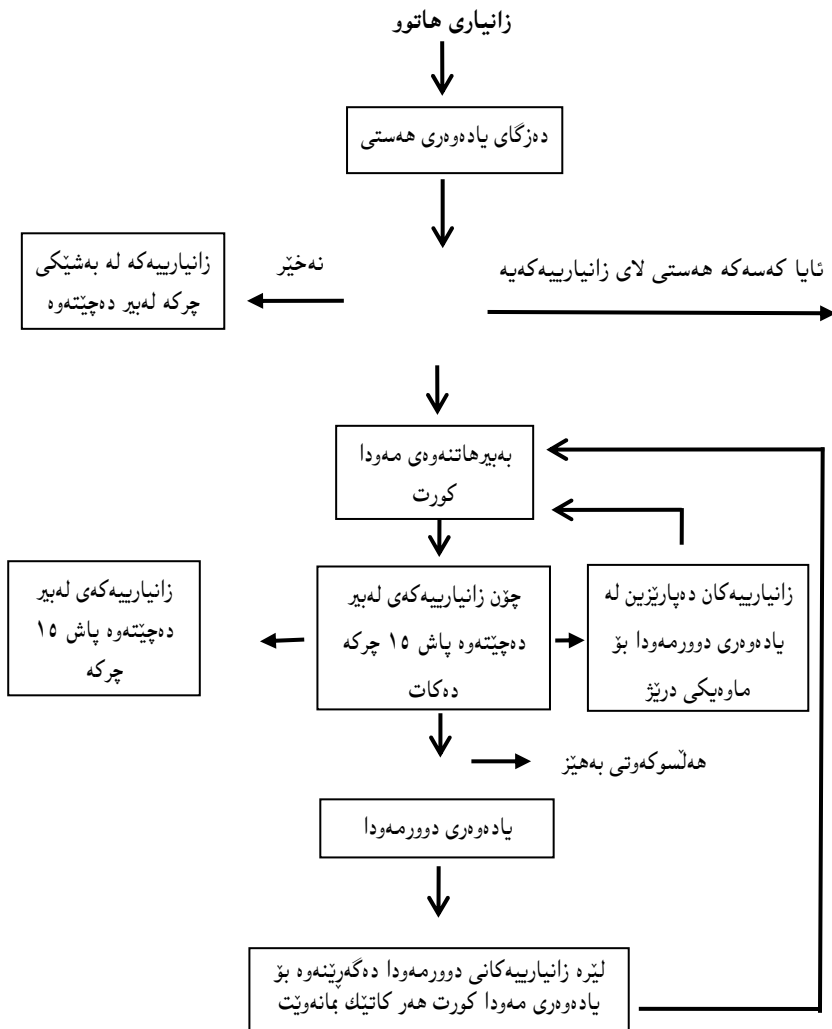 زانیاری هاتوو
دەزگای یادەوەری هەستی
ئایا کەسەکە هەستی لای زانیارییەکەیە
نەخێر
زانیارییەکە لە بەشێکی
چرکە لەبیر دەچێتەوە
بەبیرهاتنەوەی مەودا
کورت
زانیارییەکان دەپارێزین لە
یادەوەری دوورمەودا بۆ
ماوەیکی درێژ
چۆن زانیارییەکەی لەبیر
دەچێتەوە پاش ١٥ چرکە
دەکات
زانیارییەکەی لەبیر
دەچێتەوە پاش ١٥
چرکە
هەڵسوکەوتی بەهێز
یادەوەری دوورمەودا
لێرە زانیارییەکانی دوورمەودا دەگەڕێنەوە بۆ
یادەوەری مەودا کورت هەر کاتێك بمانەوێت